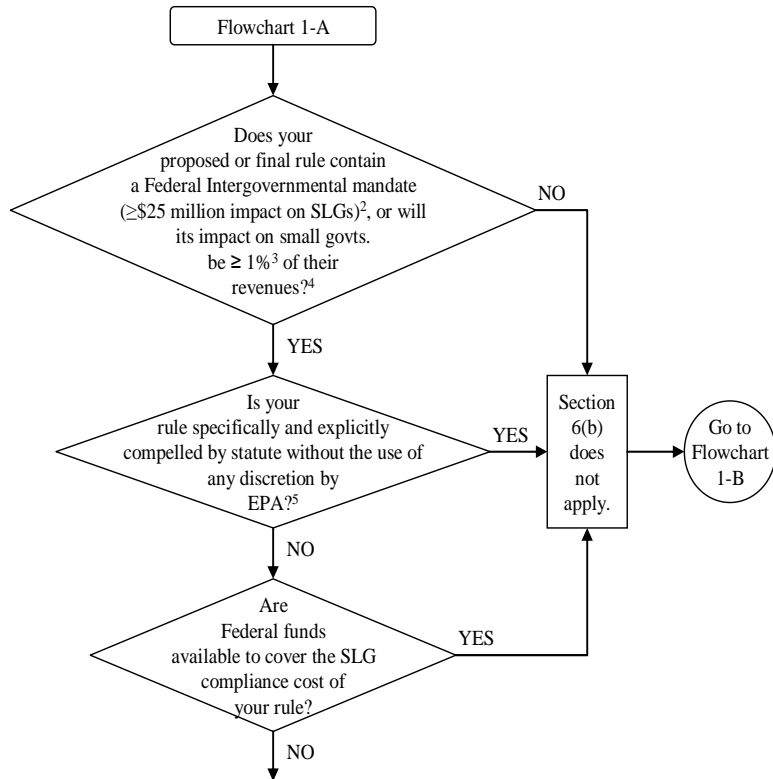 Flowchart 1-A
Does your
proposed or final rule contain
a Federal Intergovernmental mandate
(≥$25 million impact on SLGs)², or will
its impact on small govts.
be ≥ 1%³ of their
revenues?⁴
NO
YES
Is your
rule specifically and explicitly
compelled by statute without the use of
any discretion by
EPA?⁵
YES
Section
6(b)
does
not
apply.
Go to
Flowchart
1-B
NO
Are
Federal funds
available to cover the SLG
compliance cost of
your rule?
YES
NO